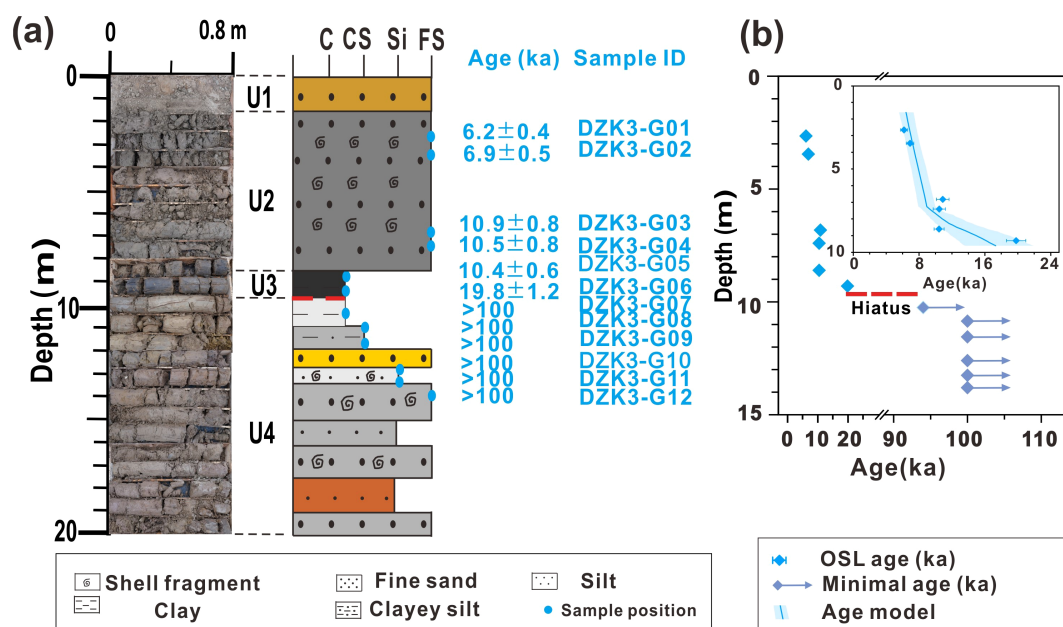 (a)
0 0.8 m
C CS Si FS
Age (ka) Sample ID
0
10
20
Depth (m)
U1
U2
U3
U4
6.2±0.4 DZK3-G01
6.9±0.5 DZK3-G02
10.9±0.8 DZK3-G03
10.5±0.8 DZK3-G04
10.4±0.6 DZK3-G05
19.8±1.2 DZK3-G06
>100 DZK3-G07
>100 DZK3-G08
>100 DZK3-G09
>100 DZK3-G10
>100 DZK3-G11
>100 DZK3-G12
Shell fragment
Fine sand
Silt
Clay
Clayey silt
Sample position
(b)
0
5
10
15
Depth (m)
0
5
10
0 8 16 24
Age(ka)
Hiatus
0 10 20 90 100 110
Age(ka)
OSL age (ka)
Minimal age (ka)
Age model